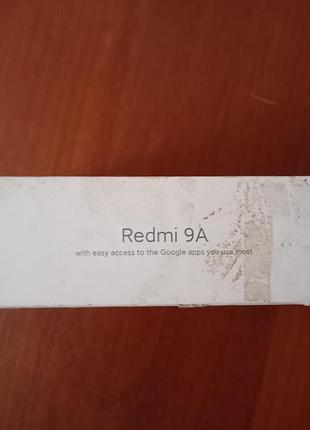 Redmi 9A
with easy access to the Google apps you use most